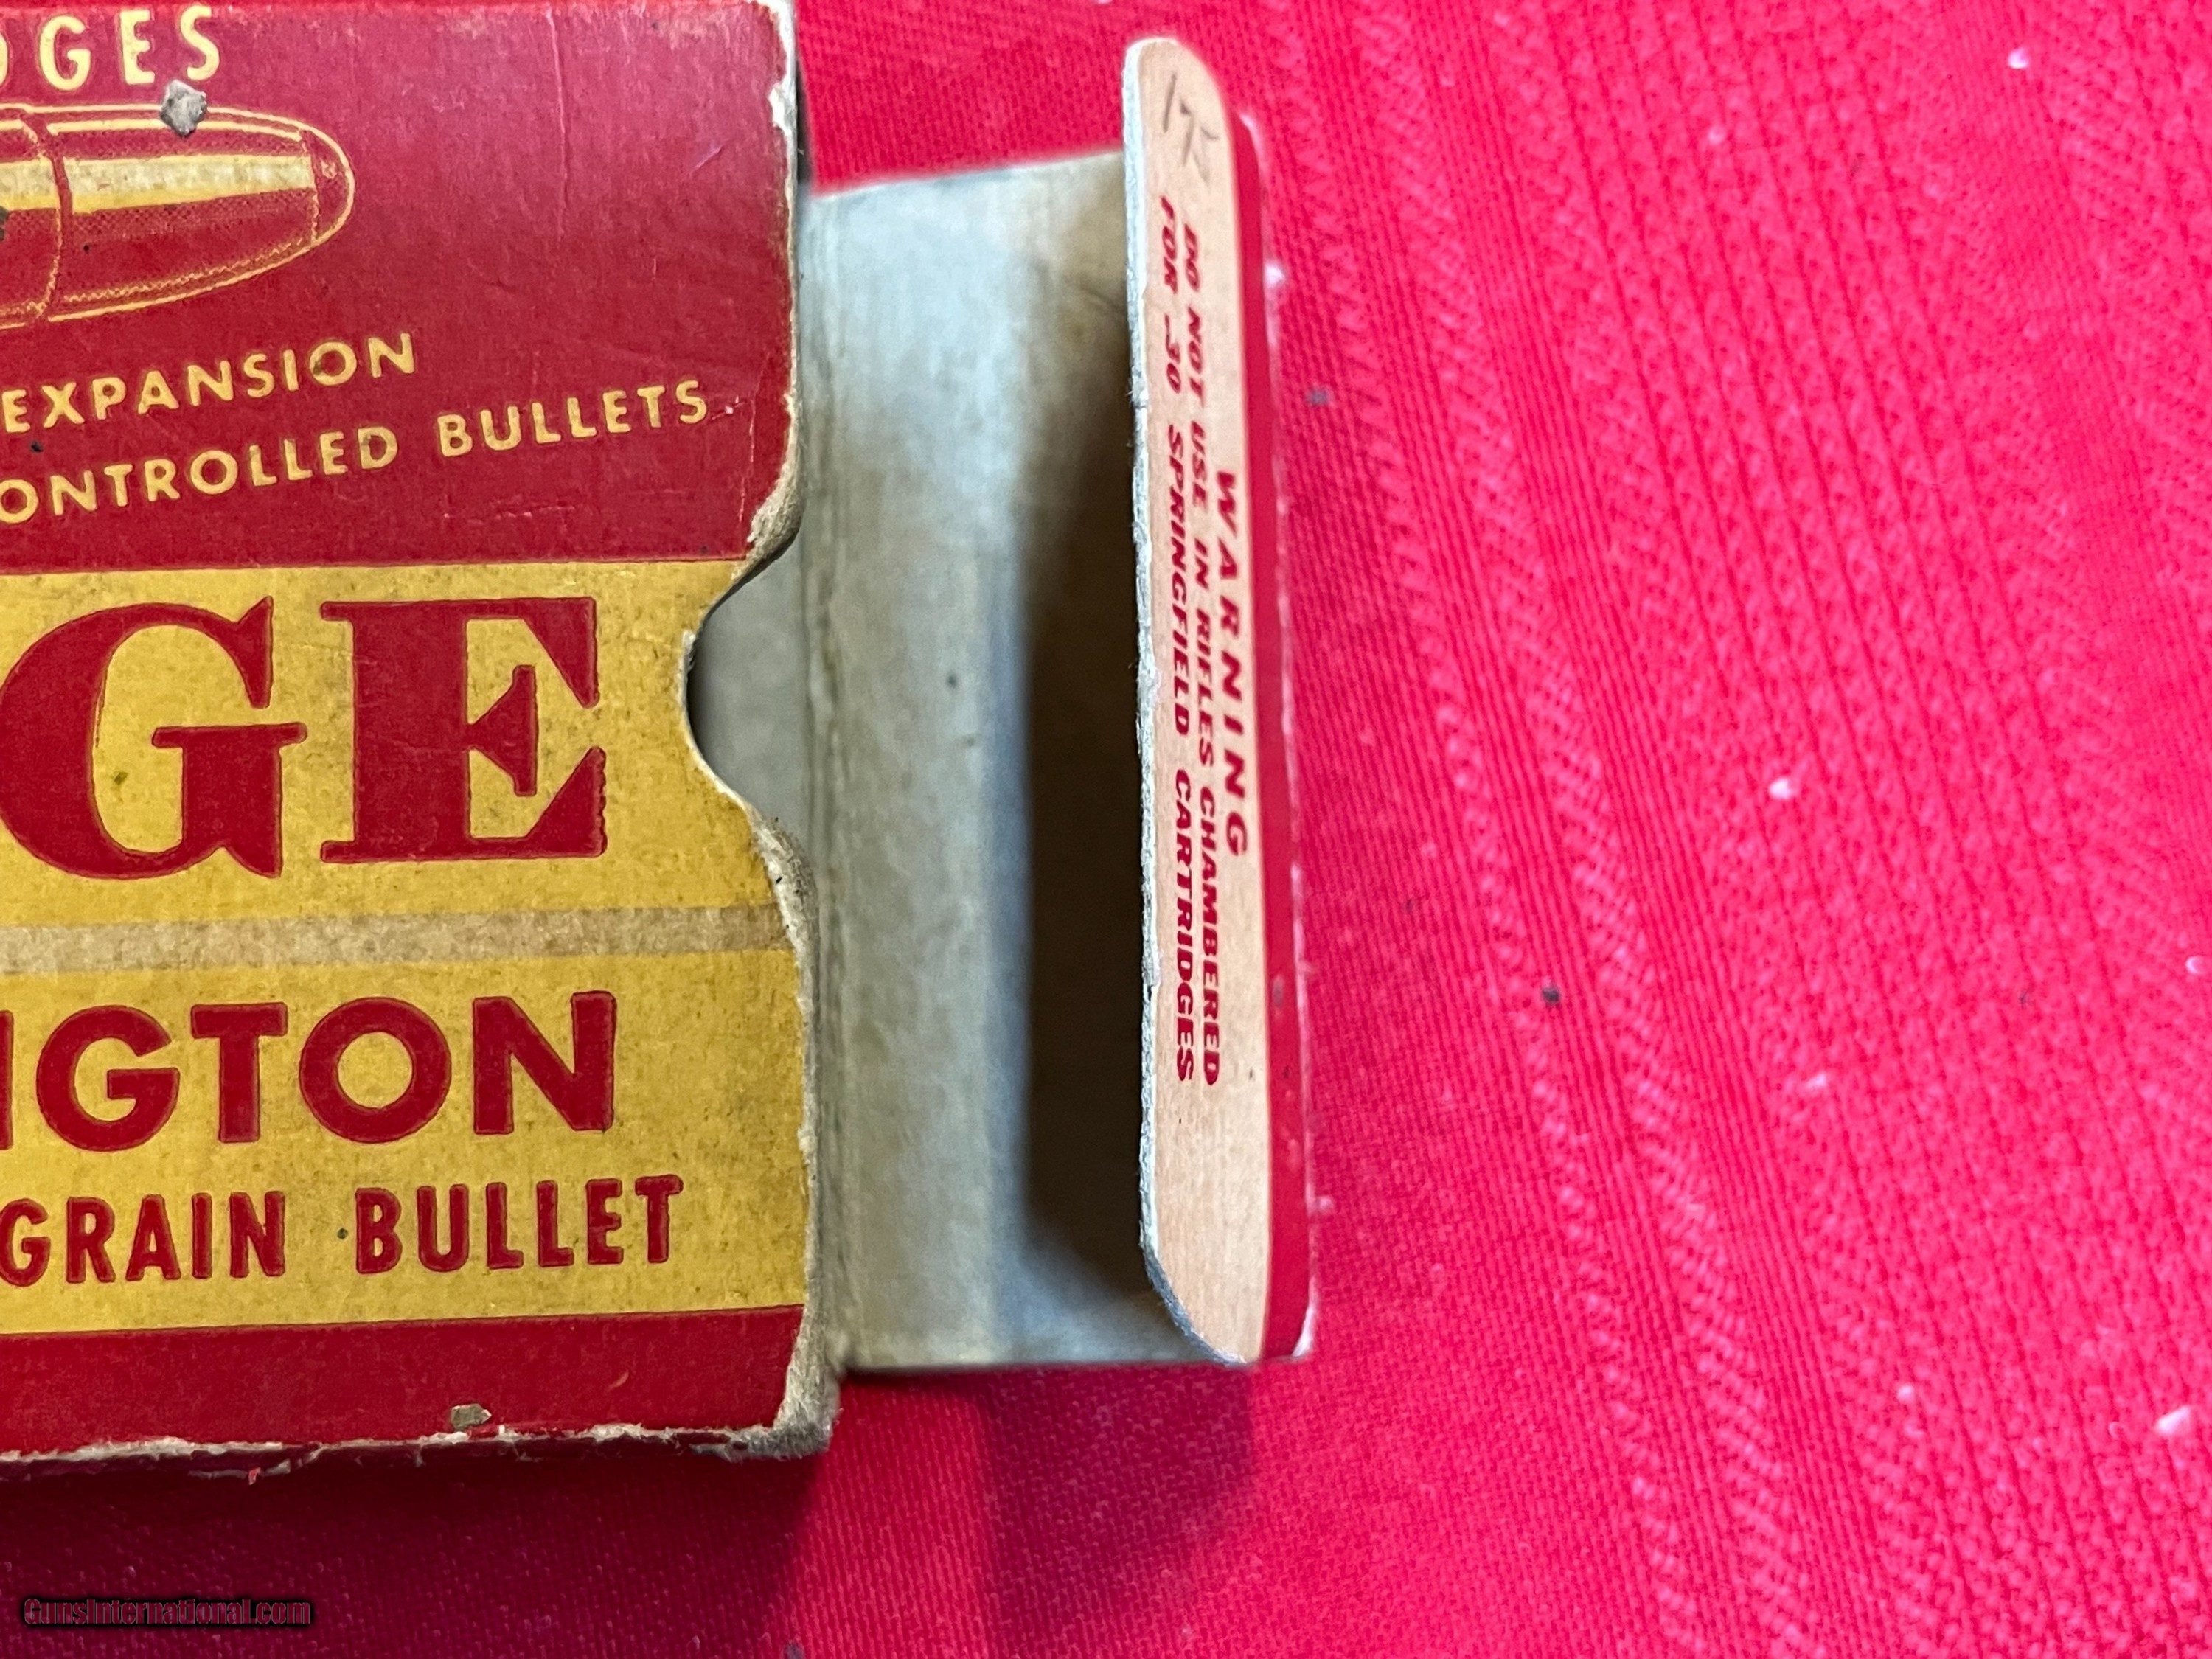 DGES
EXPANSION
ONTROLLED BULLETS
GE
NGTON
GRAIN BULLET
WARNING
DO NOT USE IN RIFLES CHAMBERED
FOR .30 SPRINGFIELD CARTRIDGES
GunsInternational.com